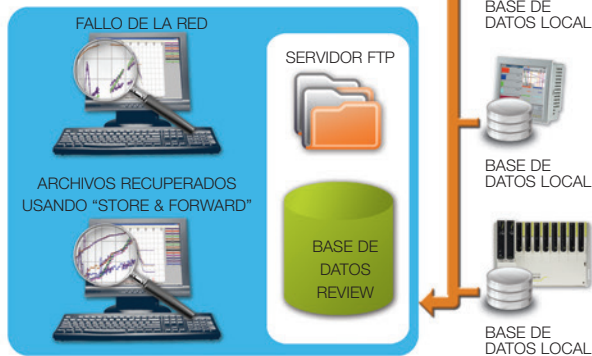 FALLO DE LA RED
ARCHIVOS RECUPERADOS
USANDO “STORE & FORWARD”
SERVIDOR FTP
BASE DE
DATOS
REVIEW
BASE DE
DATOS LOCAL
BASE DE
DATOS LOCAL
BASE DE
DATOS LOCAL